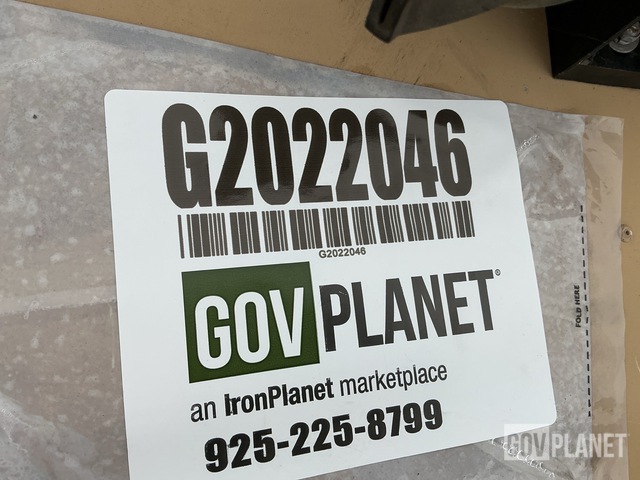 G2022046
G2022046
GOVPLANET®
an IronPlanet marketplace
925-225-8799
FOLD HERE
GOVPLANET